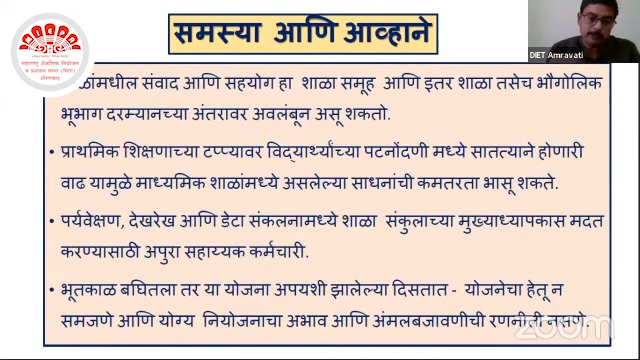 समस्या आणि आव्हाने
DIET Amravati
संवाद आणि सहयोग हा शाळा समूह आणि इतर शाळा तसेच भौगोलिक
भूभाग दरम्यानच्या अंतरावर अवलंबून असू शकतो.
• प्राथमिक शिक्षणाच्या टप्प्यावर विद्यार्थ्यांच्या पटनोंदणी मध्ये सातत्याने होणारी
वाढ यामुळे माध्यमिक शाळांमध्ये असलेल्या साधनांची कमतरता भासू शकते.
• पर्यवेक्षण, देखरेख आणि डेटा संकलनामध्ये शाळा संकुलाच्या मुख्याध्यापकास मदत
करण्यासाठी अपुरा सहाय्यक कर्मचारी.
• भूतकाळ बघितला तर या योजना अपयशी झालेल्या दिसतात - योजनेचा हेतू न
समजणे आणि योग्य नियोजनाचा अभाव आणि अंमलबजावणीची रणनीती नसणे.
zoom